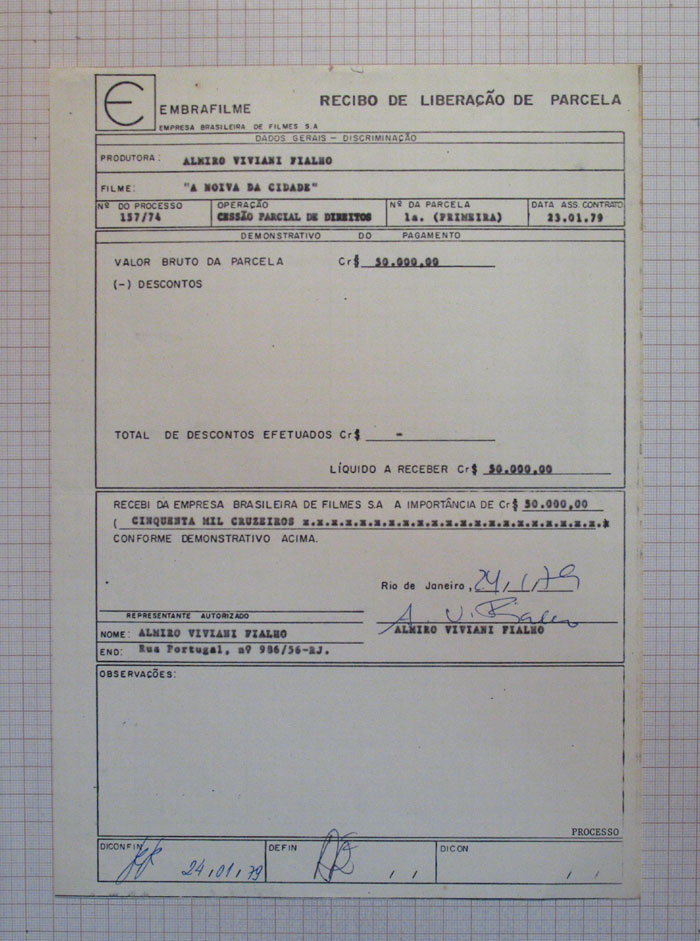 E EMBRAFILME
EMPRESA BRASILEIRA DE FILMES S.A
RECIBO DE LIBERAÇÃO DE PARCELA
DADOS GERAIS - DISCRIMINAÇÃO
PRODUTORA: ALMIRO VIVIANI FIALHO
FILME: "A NOIVA DA CIDADE"
Nº DO PROCESSO OPERAÇÃO Nº DA PARCELA DATA ASS CONTRATO
157/74 CESSÃO PARCIAL DE DIREITOS 1a. (PRIMEIRA) 23.01.79
DEMONSTRATIVO DO PAGAMENTO
VALOR BRUTO DA PARCELA Cr$ 50.000,00
(-) DESCONTOS
TOTAL DE DESCONTOS EFETUADOS Cr$ -
LÍQUIDO A RECEBER Cr$ 50.000,00
RECEBI DA EMPRESA BRASILEIRA DE FILMES S.A A IMPORTÂNCIA DE Cr$ 50.000,00
( CINQUENTA MIL CRUZEIROS x.x.x.x.x.x.x.x.x.x.x.x.x.x.x.x.x.x.x.x.x.x
CONFORME DEMONSTRATIVO ACIMA.
Rio de Janeiro, 24/1/79
A. V. Fialho
REPRESENTANTE AUTORIZADO
NOME: ALMIRO VIVIANI FIALHO ALMIRO VIVIANI FIALHO
END: Rua Portugal, nº 986/56-RJ.
OBSERVAÇÕES:
PROCESSO
DICONFIN 24,01,79 DEFIN , , DICON , ,